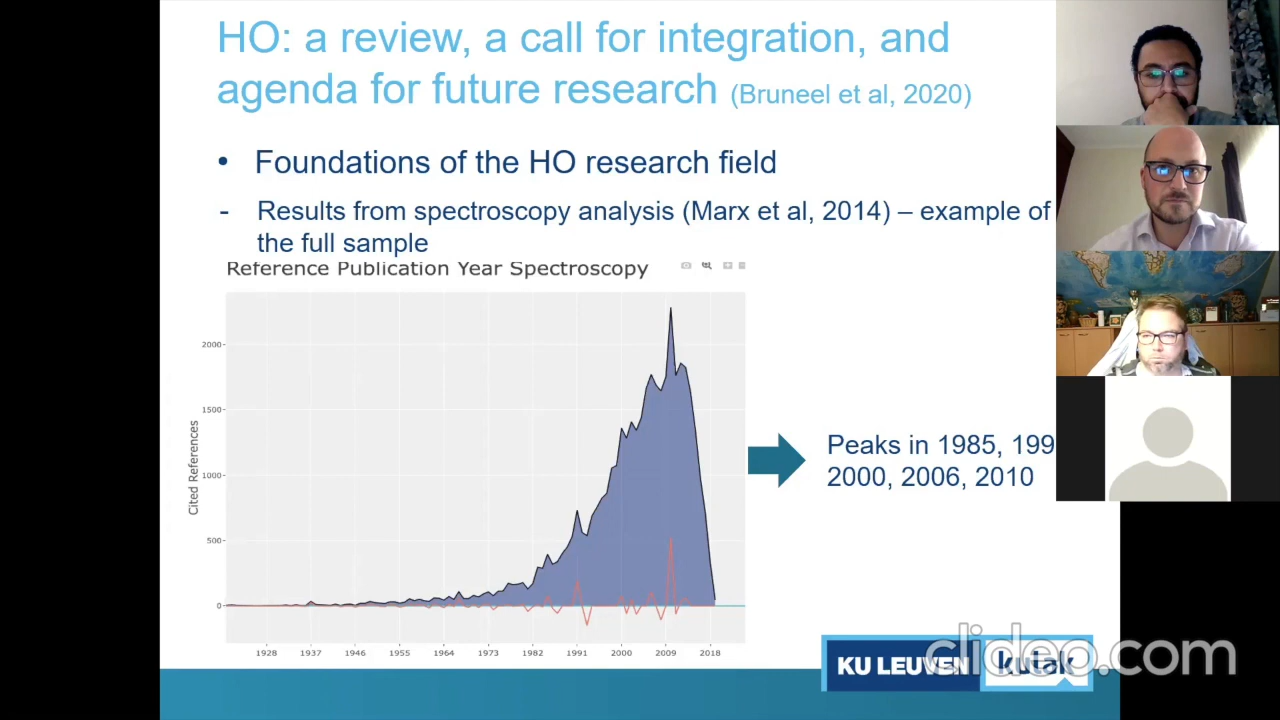 HO: a review, a call for integration, and
agenda for future research (Bruneel et al, 2020)
• Foundations of the HO research field
- Results from spectroscopy analysis (Marx et al, 2014) – example of
the full sample
Reference Publication Year Spectroscopy
Cited References
2000
1500
1000
500
0
1928 1937 1946 1955 1964 1973 1982 1991 2000 2009 2018
Peaks in 1985, 199
2000, 2006, 2010
KU LEUVEN kulak
clideo.com